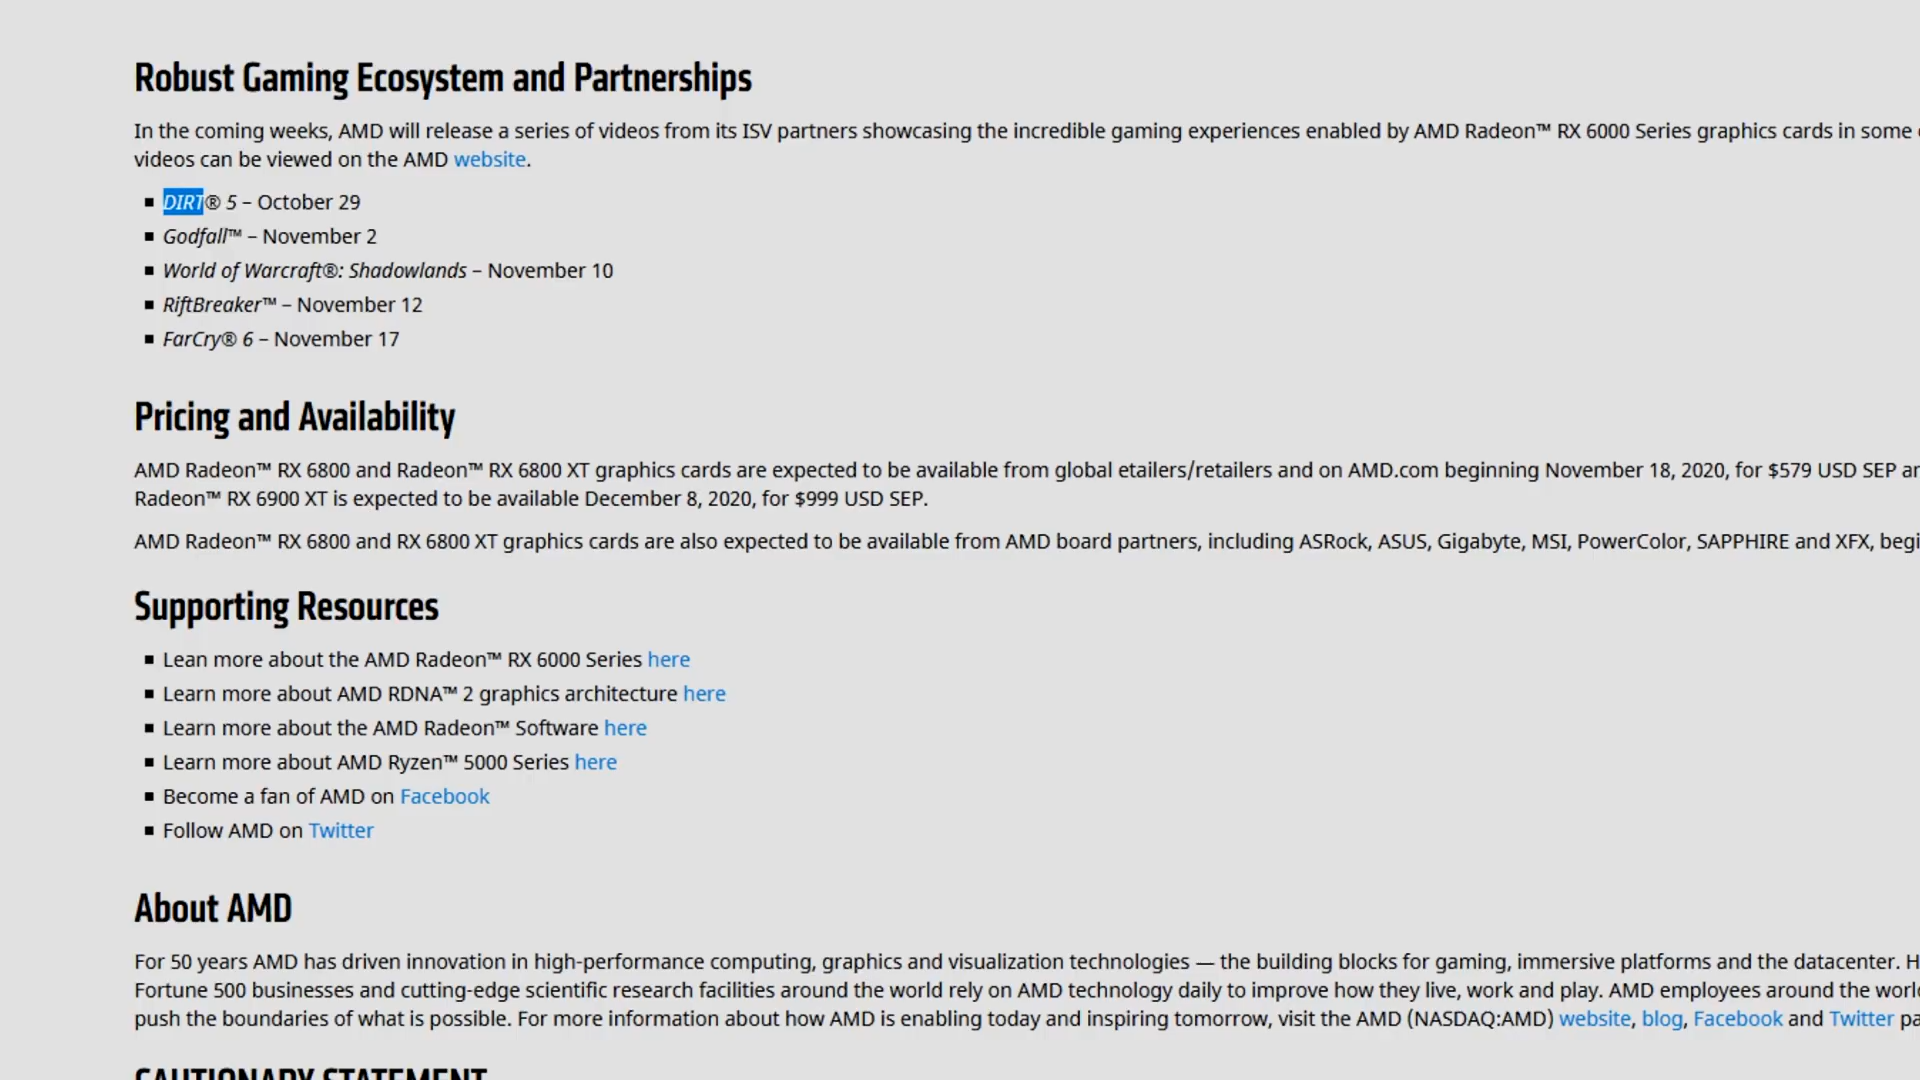 Robust Gaming Ecosystem and Partnerships
In the coming weeks, AMD will release a series of videos from its ISV partners showcasing the incredible gaming experiences enabled by AMD Radeon™ RX 6000 Series graphics cards in some
videos can be viewed on the AMD website.
▪ DIRT® 5 – October 29
▪ Godfall™ – November 2
▪ World of Warcraft®: Shadowlands – November 10
▪ RiftBreaker™ – November 12
▪ FarCry® 6 – November 17
Pricing and Availability
AMD Radeon™ RX 6800 and Radeon™ RX 6800 XT graphics cards are expected to be available from global etailers/retailers and on AMD.com beginning November 18, 2020, for $579 USD SEP
Radeon™ RX 6900 XT is expected to be available December 8, 2020, for $999 USD SEP.
AMD Radeon™ RX 6800 and RX 6800 XT graphics cards are also expected to be available from AMD board partners, including ASRock, ASUS, Gigabyte, MSI, PowerColor, SAPPHIRE and XFX,
Supporting Resources
▪ Lean more about the AMD Radeon™ RX 6000 Series here
▪ Learn more about AMD RDNA™ 2 graphics architecture here
▪ Learn more about the AMD Radeon™ Software here
▪ Learn more about AMD Ryzen™ 5000 Series here
▪ Become a fan of AMD on Facebook
▪ Follow AMD on Twitter
About AMD
For 50 years AMD has driven innovation in high-performance computing, graphics and visualization technologies — the building blocks for gaming, immersive platforms and the datacenter.
Fortune 500 businesses and cutting-edge scientific research facilities around the world rely on AMD technology daily to improve how they live, work and play. AMD employees around the
push the boundaries of what is possible. For more information about how AMD is enabling today and inspiring tomorrow, visit the AMD (NASDAQ:AMD) website, blog, Facebook and Twitter
CAUTIONARY STATEMENT